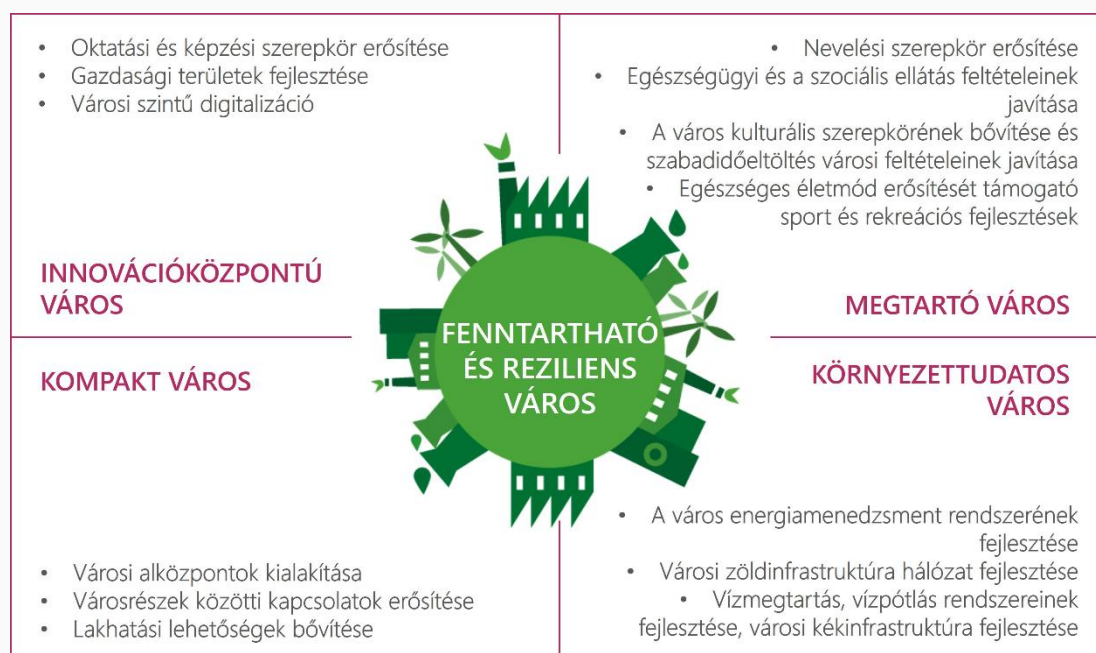 • Oktatási és képzési szerepkör erősítése
• Gazdasági területek fejlesztése
• Városi szintű digitalizáció
INNOVÁCIÓKÖZPONTÚ
VÁROS
• Nevelési szerepkör erősítése
• Egészségügyi és a szociális ellátás feltételeinek
javítása
• A város kulturális szerepkörének bővítése és
szabadidőeltöltés városi feltételeinek javítása
• Egészséges életmód erősítését támogató
sport és rekreációs fejlesztések
MEGTARTÓ VÁROS
FENNTARTHATÓ
ÉS REZILIENS
VÁROS
KOMPAKT VÁROS
• Városi alközpontok kialakítása
• Városrészek közötti kapcsolatok erősítése
• Lakhatási lehetőségek bővítése
KÖRNYEZETTUDATOS
VÁROS
• A város energiamenedzsment rendszerének
fejlesztése
• Városi zöldinfrastruktúra hálózat fejlesztése
• Vízmegtartás, vízpótlás rendszereinek
fejlesztése, városi kékinfrastruktúra fejlesztése